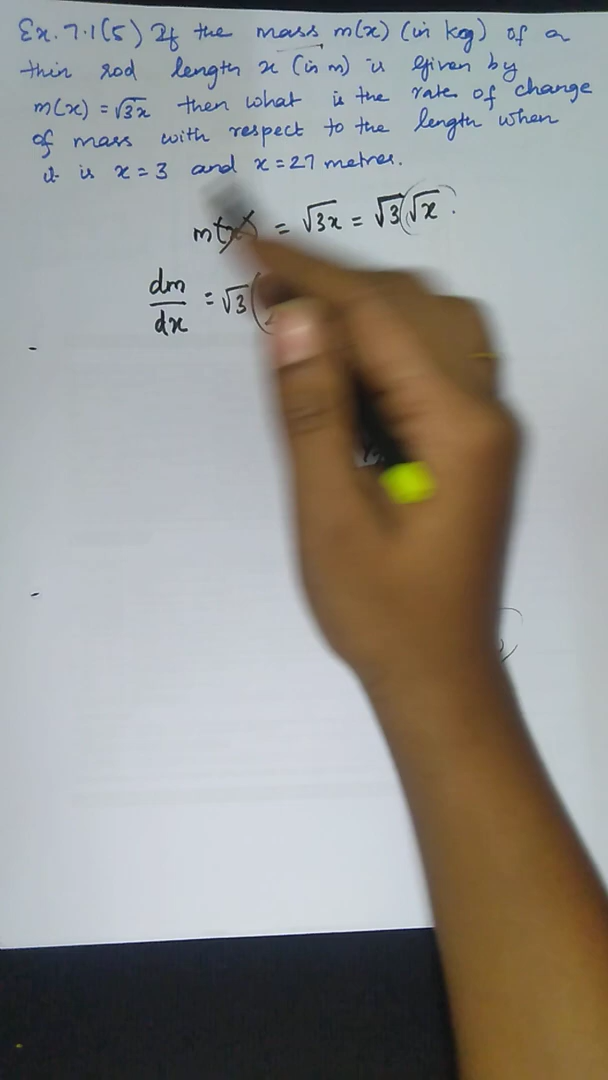 Ex. 7.1(5) If the mass m(x) (in kg) of a
thin rod length x (in m) is given by
m(x) = √3x then what is the rate of change
of mass with respect to the length when
it is x = 3 and x = 27 metres.
m(x) = √3x = √3(√x).
dm/dx = √3(